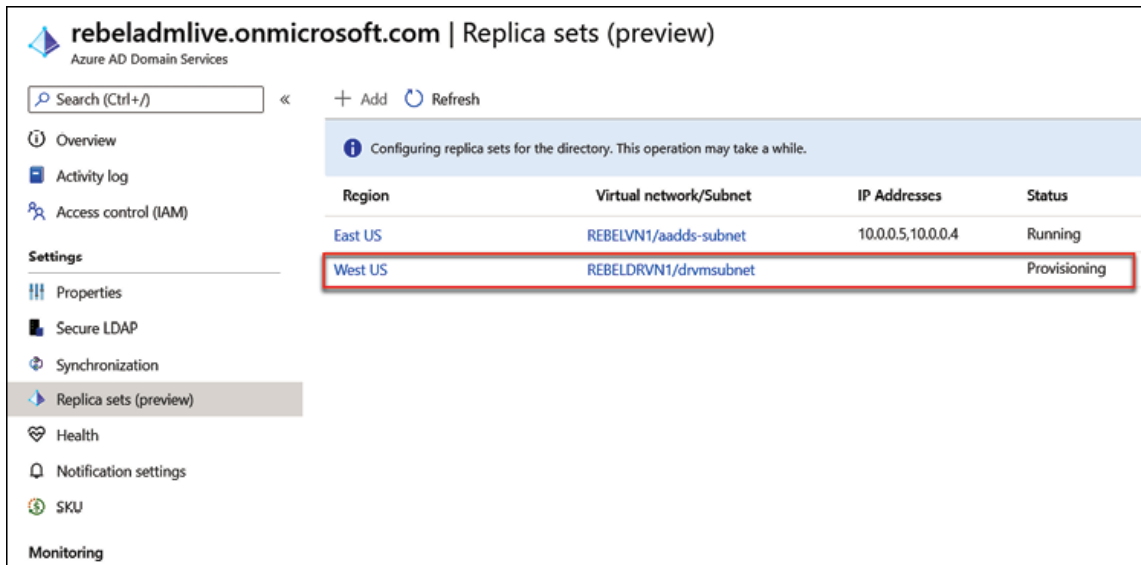 rebeladmlive.onmicrosoft.com | Replica sets (preview)
Azure AD Domain Services
Search (Ctrl+/)
«
Add
Refresh
Overview
Activity log
Access control (IAM)
Settings
Properties
Secure LDAP
Synchronization
Replica sets (preview)
Health
Notification settings
SKU
Monitoring
Configuring replica sets for the directory. This operation may take a while.
Region Virtual network/Subnet IP Addresses Status
East US REBELVN1/aadds-subnet 10.0.0.5,10.0.0.4 Running
West US REBELDRVN1/drvmsubnet Provisioning